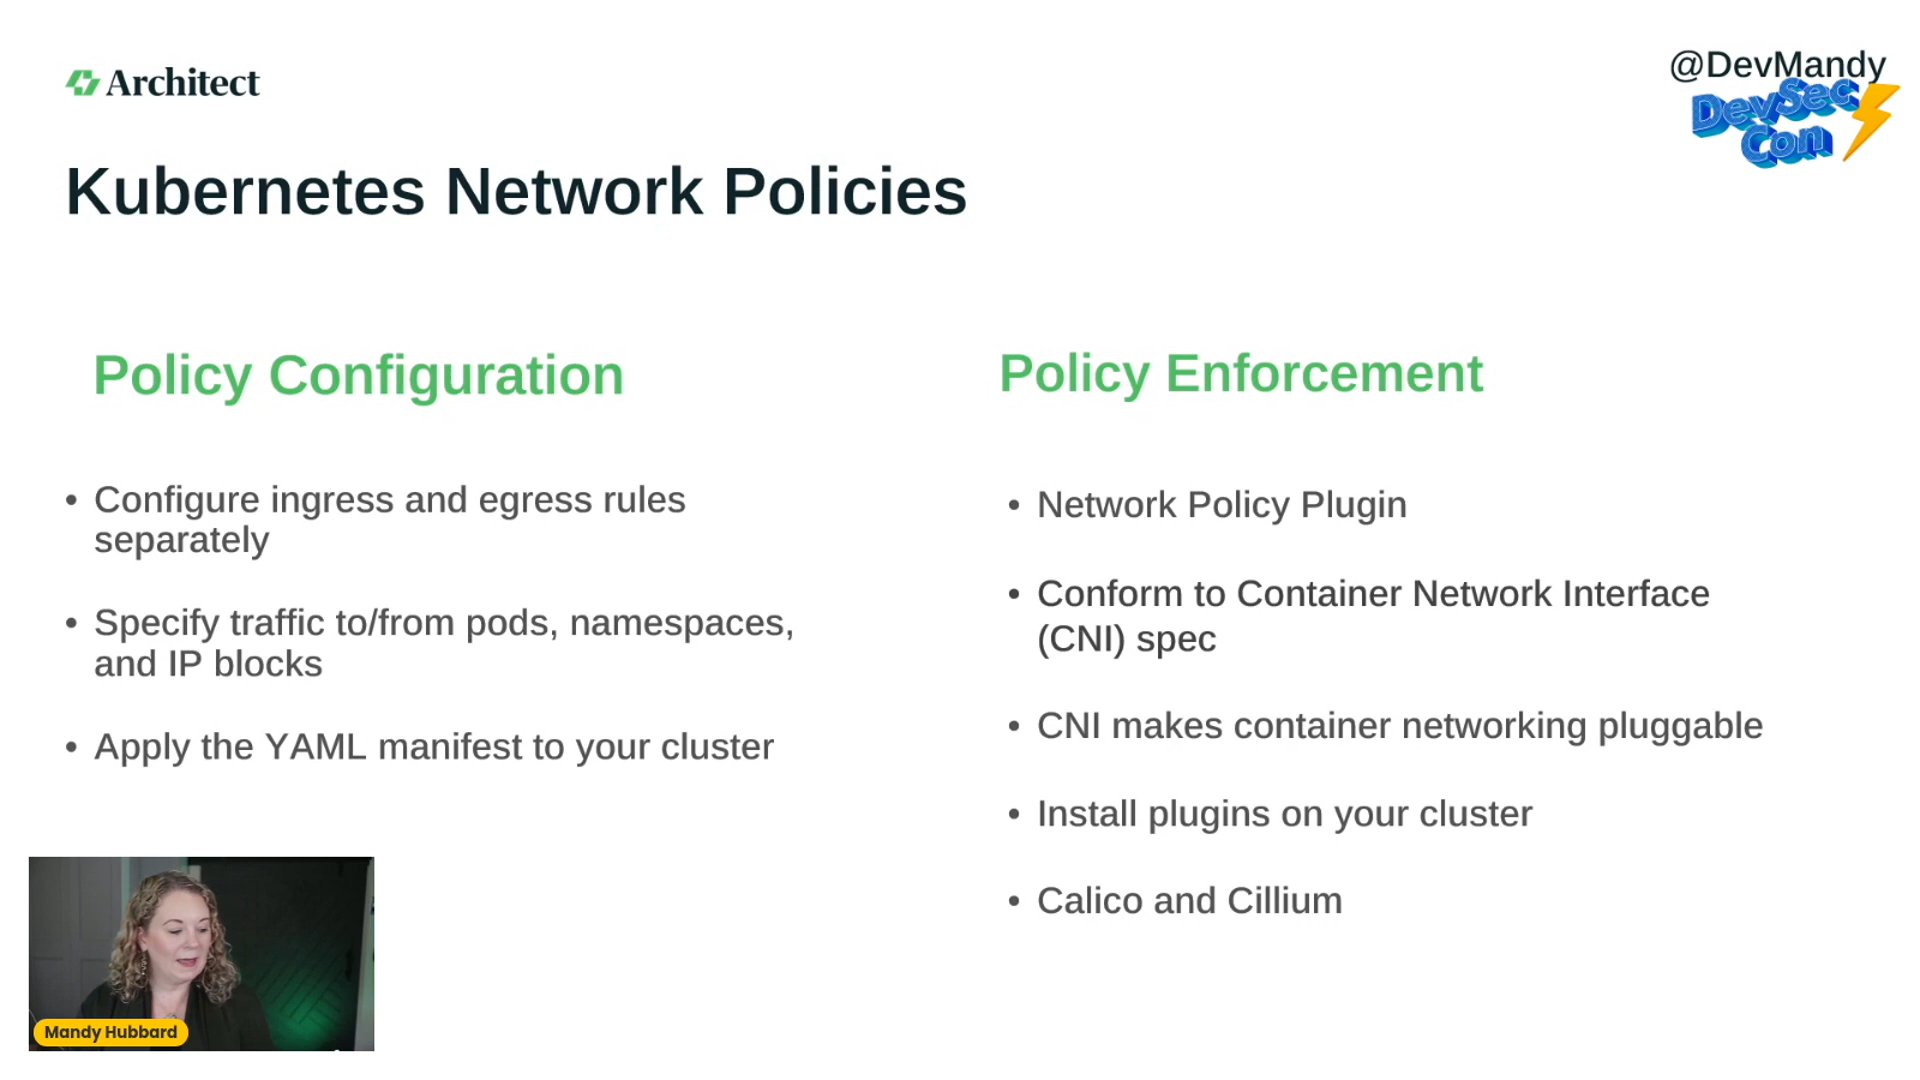 Architect
@DevMandy
DevSec
Con
Kubernetes Network Policies
Policy Configuration
• Configure ingress and egress rules
separately
• Specify traffic to/from pods, namespaces,
and IP blocks
• Apply the YAML manifest to your cluster
Policy Enforcement
• Network Policy Plugin
• Conform to Container Network Interface
(CNI) spec
• CNI makes container networking pluggable
• Install plugins on your cluster
• Calico and Cillium
Mandy Hubbard